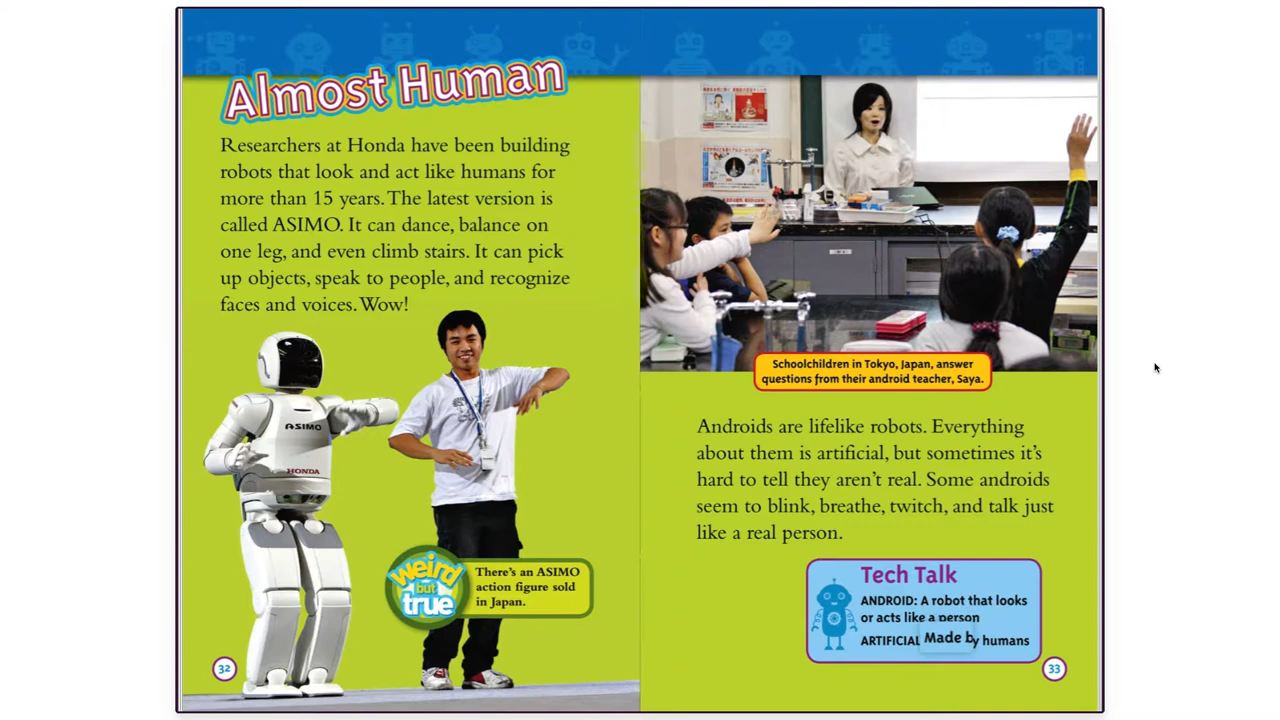 Almost Human
Researchers at Honda have been building
robots that look and act like humans for
more than 15 years. The latest version is
called ASIMO. It can dance, balance on
one leg, and even climb stairs. It can pick
up objects, speak to people, and recognize
faces and voices. Wow!
ASIMO
HONDA
weird
but
true
There's an ASIMO
action figure sold
in Japan.
32
Schoolchildren in Tokyo, Japan, answer
questions from their android teacher, Saya.
Androids are lifelike robots. Everything
about them is artificial, but sometimes it's
hard to tell they aren't real. Some androids
seem to blink, breathe, twitch, and talk just
like a real person.
Tech Talk
ANDROID: A robot that looks
or acts like a person
ARTIFICIAL Made by humans
33